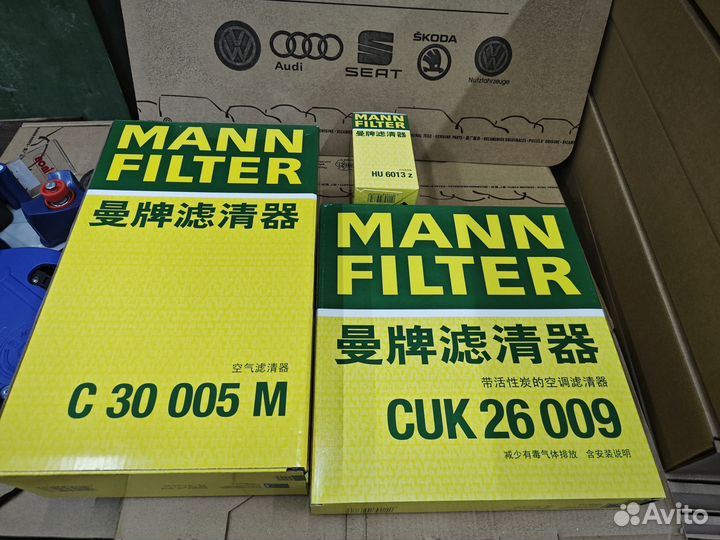 Audi
SEAT
ŠKODA
Nutzfahrzeuge
MANN
FILTER
曼牌滤清器
HU 6013 z
MANN
FILTER
曼牌滤清器
空气滤清器
C 30 005 M
MANN
FILTER
曼牌滤清器
带活性炭的空调滤清器
CUK 26 009
减少有毒气体排放 含安装说明
Avito